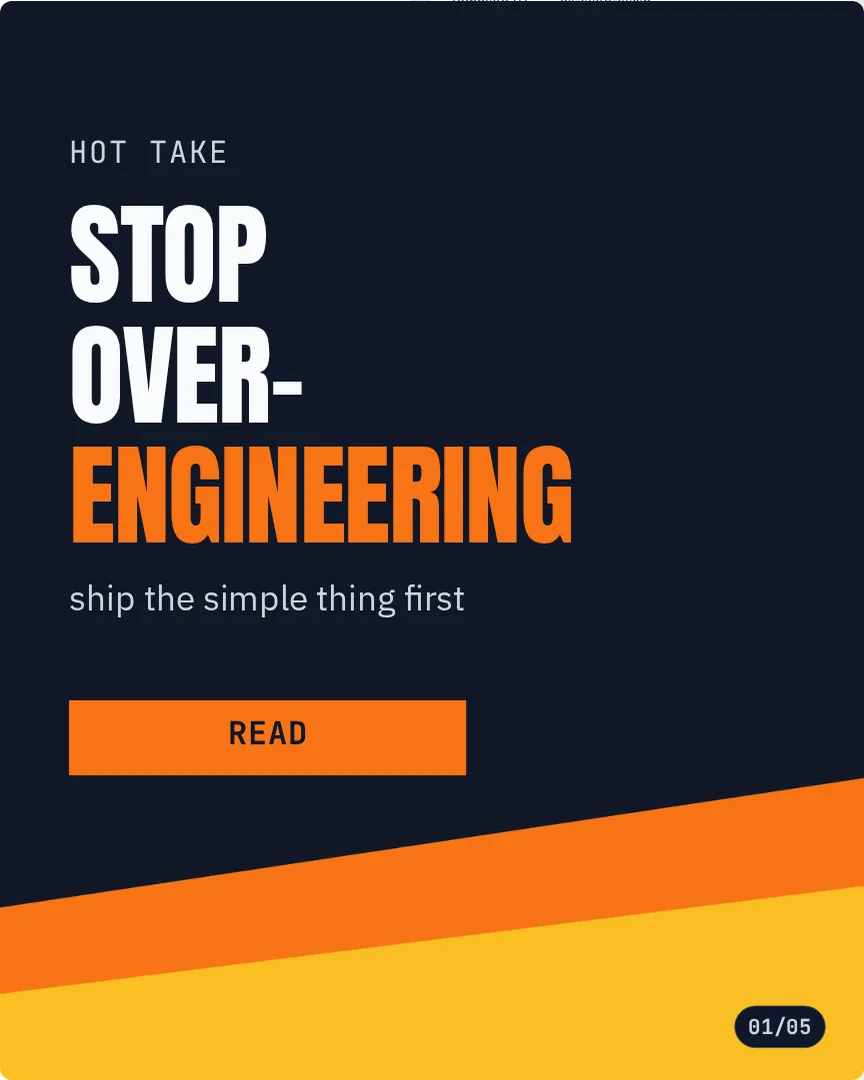 HOT TAKE
STOP
OVER-
ENGINEERING
ship the simple thing first
READ
01/05